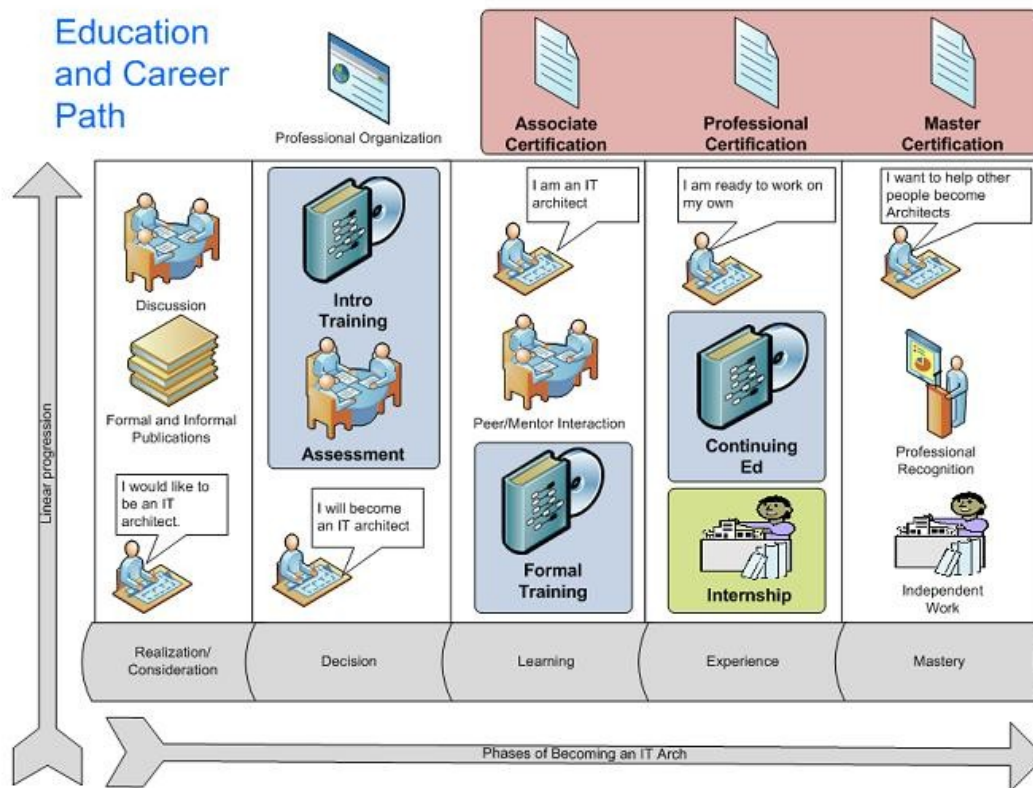 Education
and Career
Path
Professional Organization
Associate
Certification
Professional
Certification
Master
Certification
Discussion
Formal and Informal
Publications
I would like to
be an IT
architect.
Intro
Training
Assessment
I will become
an IT architect
I am an IT
architect
Peer/Mentor Interaction
Formal
Training
I am ready to work on
my own
Continuing
Ed
Internship
I want to help other
people become
Architects
Professional
Recognition
Independent
Work
Linear progression
Realization/
Consideration
Decision
Learning
Experience
Mastery
Phases of Becoming an IT Arch